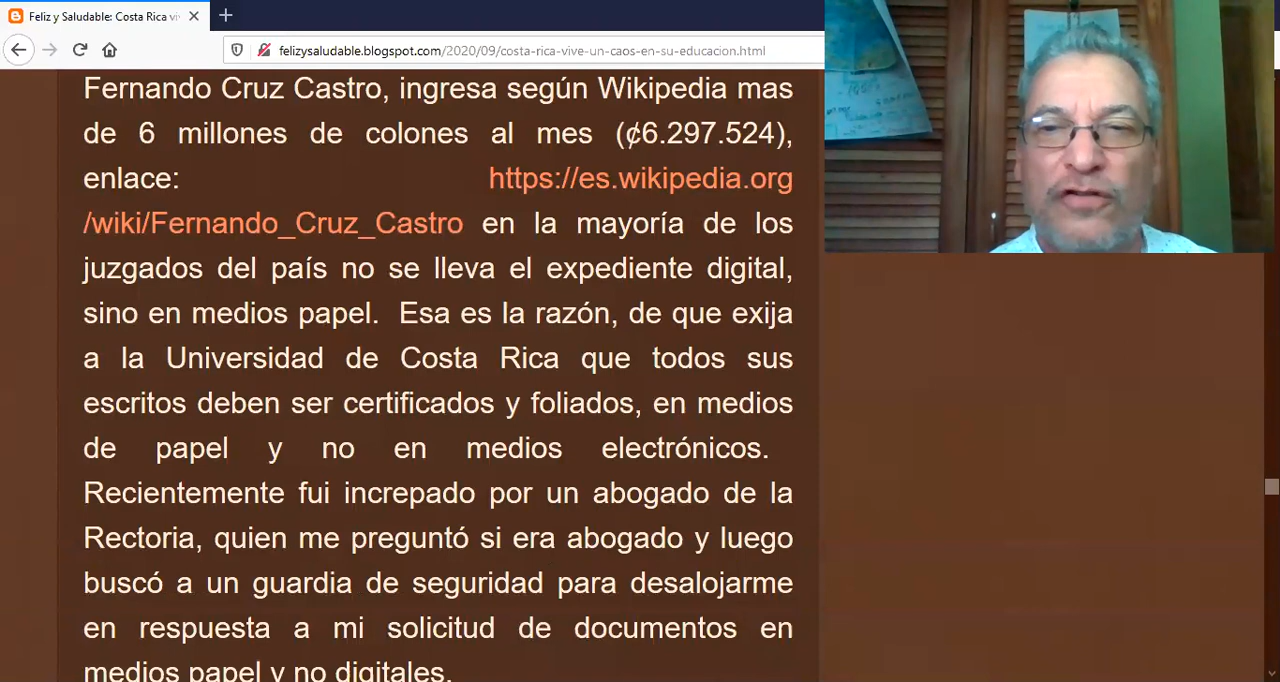 Feliz y Saludable: Costa Rica viv
felizysaludable.blogspot.com/2020/09/costa-rica-vive-un-caos-en-su-educacion.html
Fernando Cruz Castro, ingresa según Wikipedia mas
de 6 millones de colones al mes (₡6.297.524),
enlace: https://es.wikipedia.org
/wiki/Fernando_Cruz_Castro en la mayoría de los
juzgados del país no se lleva el expediente digital,
sino en medios papel. Esa es la razón, de que exija
a la Universidad de Costa Rica que todos sus
escritos deben ser certificados y foliados, en medios
de papel y no en medios electrónicos.
Recientemente fui increpado por un abogado de la
Rectoria, quien me preguntó si era abogado y luego
buscó a un guardia de seguridad para desalojarme
en respuesta a mi solicitud de documentos en
medios papel y no digitales.